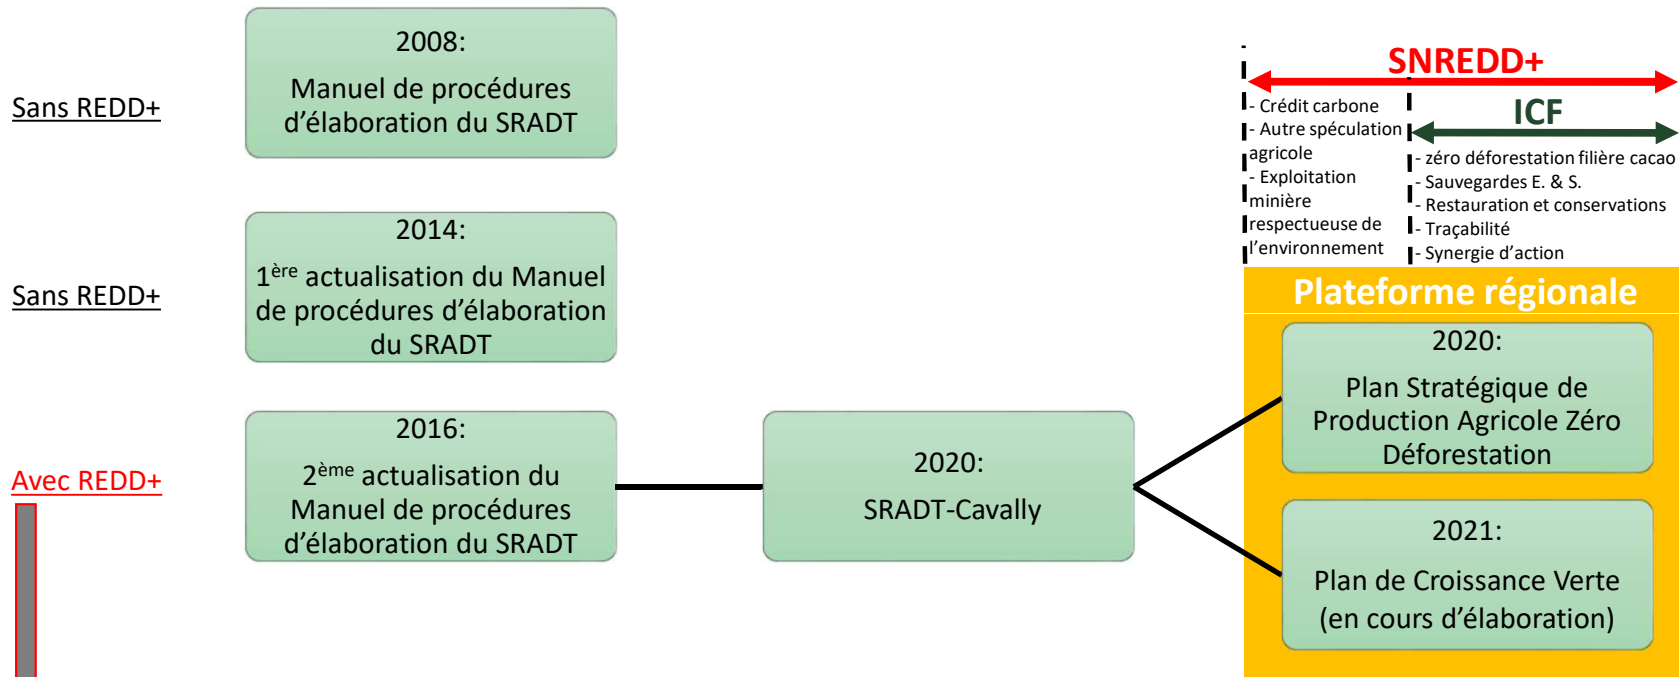 Sans REDD+
2008:
Manuel de procédures
d’élaboration du SRADT
Sans REDD+
2014:
1ère actualisation du Manuel
de procédures d’élaboration
du SRADT
Avec REDD+
2016:
2ème actualisation du
Manuel de procédures
d’élaboration du SRADT
2020:
SRADT-Cavally
SNREDD+
- Crédit carbone
- Autre spéculation
agricole
- Exploitation
minière
respectueuse de
l’environnement
ICF
- zéro déforestation filière cacao
- Sauvegardes E. & S.
- Restauration et conservations
- Traçabilité
- Synergie d’action
Plateforme régionale
2020:
Plan Stratégique de
Production Agricole Zéro
Déforestation
2021:
Plan de Croissance Verte
(en cours d’élaboration)